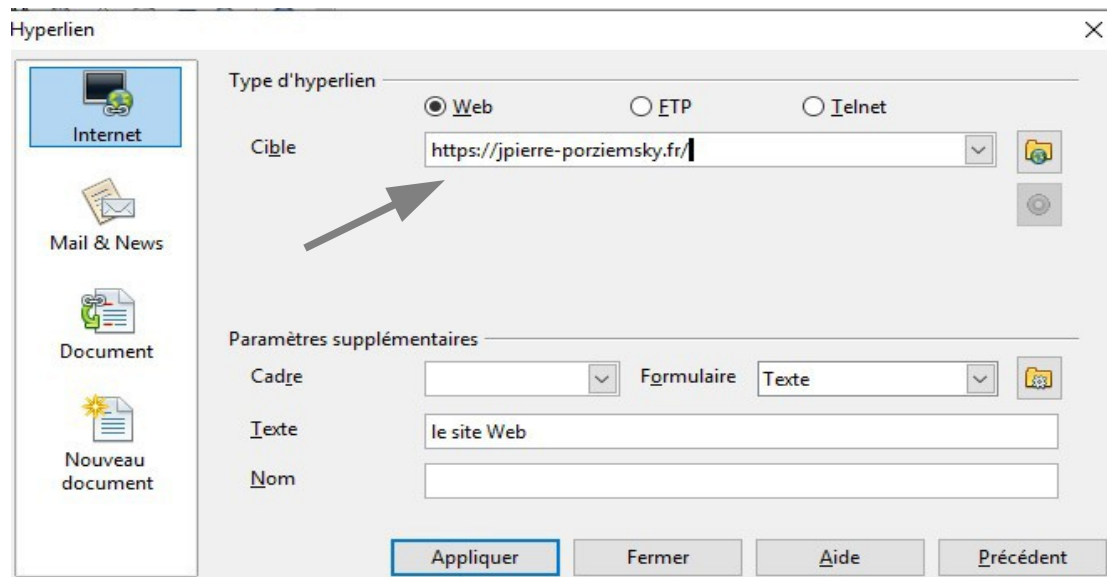 Hyperlien
Internet
Mail & News
Document
Nouveau
document
Type d'hyperlien
Web
FTP
Telnet
Cible
https://jpierre-porziemsky.fr/
Paramètres supplémentaires
Cadre
Formulaire
Texte
Texte
le site Web
Nom
Appliquer
Fermer
Aide
Précédent